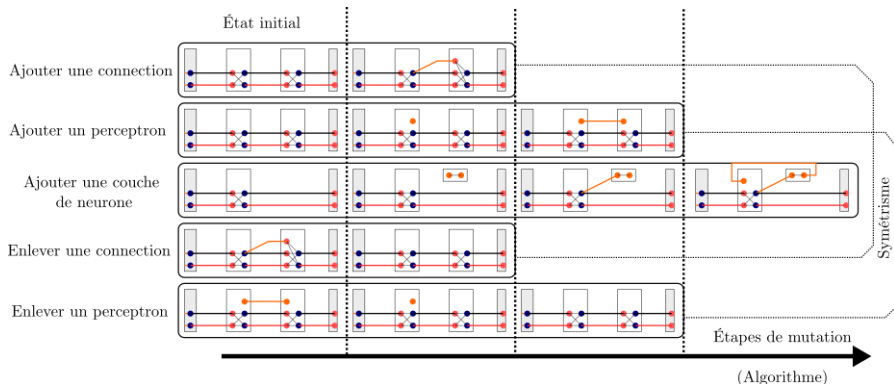 État initial
Ajouter une connection
Ajouter un perceptron
Ajouter une couche
de neurone
Enlever une connection
Enlever un perceptron
Symétrisme
Étapes de mutation
(Algorithme)